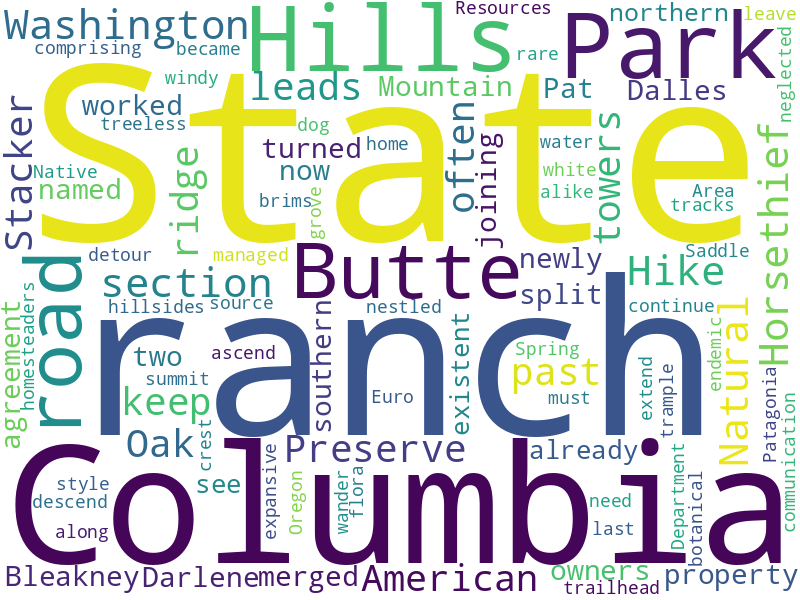 Resources
Washington
Hills
Park
northern
leave
comprising
became
rare
windy
leads
Mountain
Pat
Dalles
neglected
Stacker
worked
treeless
State
dog
often
towers
water
Native
named
ridge
turned
now
home
joining
white
alike
Area
tracks
Horsethief
brims
grove
detour
managed
Saddle
road
section
Butte
newly
split
Hike
hillsides
source
nestled
continue
agreement
homesteaders
ranch
southern
existent
Natural
two
ascend
Spring
past
extend
trample
endemic
Patagonia
summit
Euro
must
keep
Oak
crest
Preserve
already
communication
Columbia
see
expansive
Oregon
wander
flora
Department
botanical
style
descend
along
need
last
Bleakney
Darlene
merged
American
owners
trailhead
property